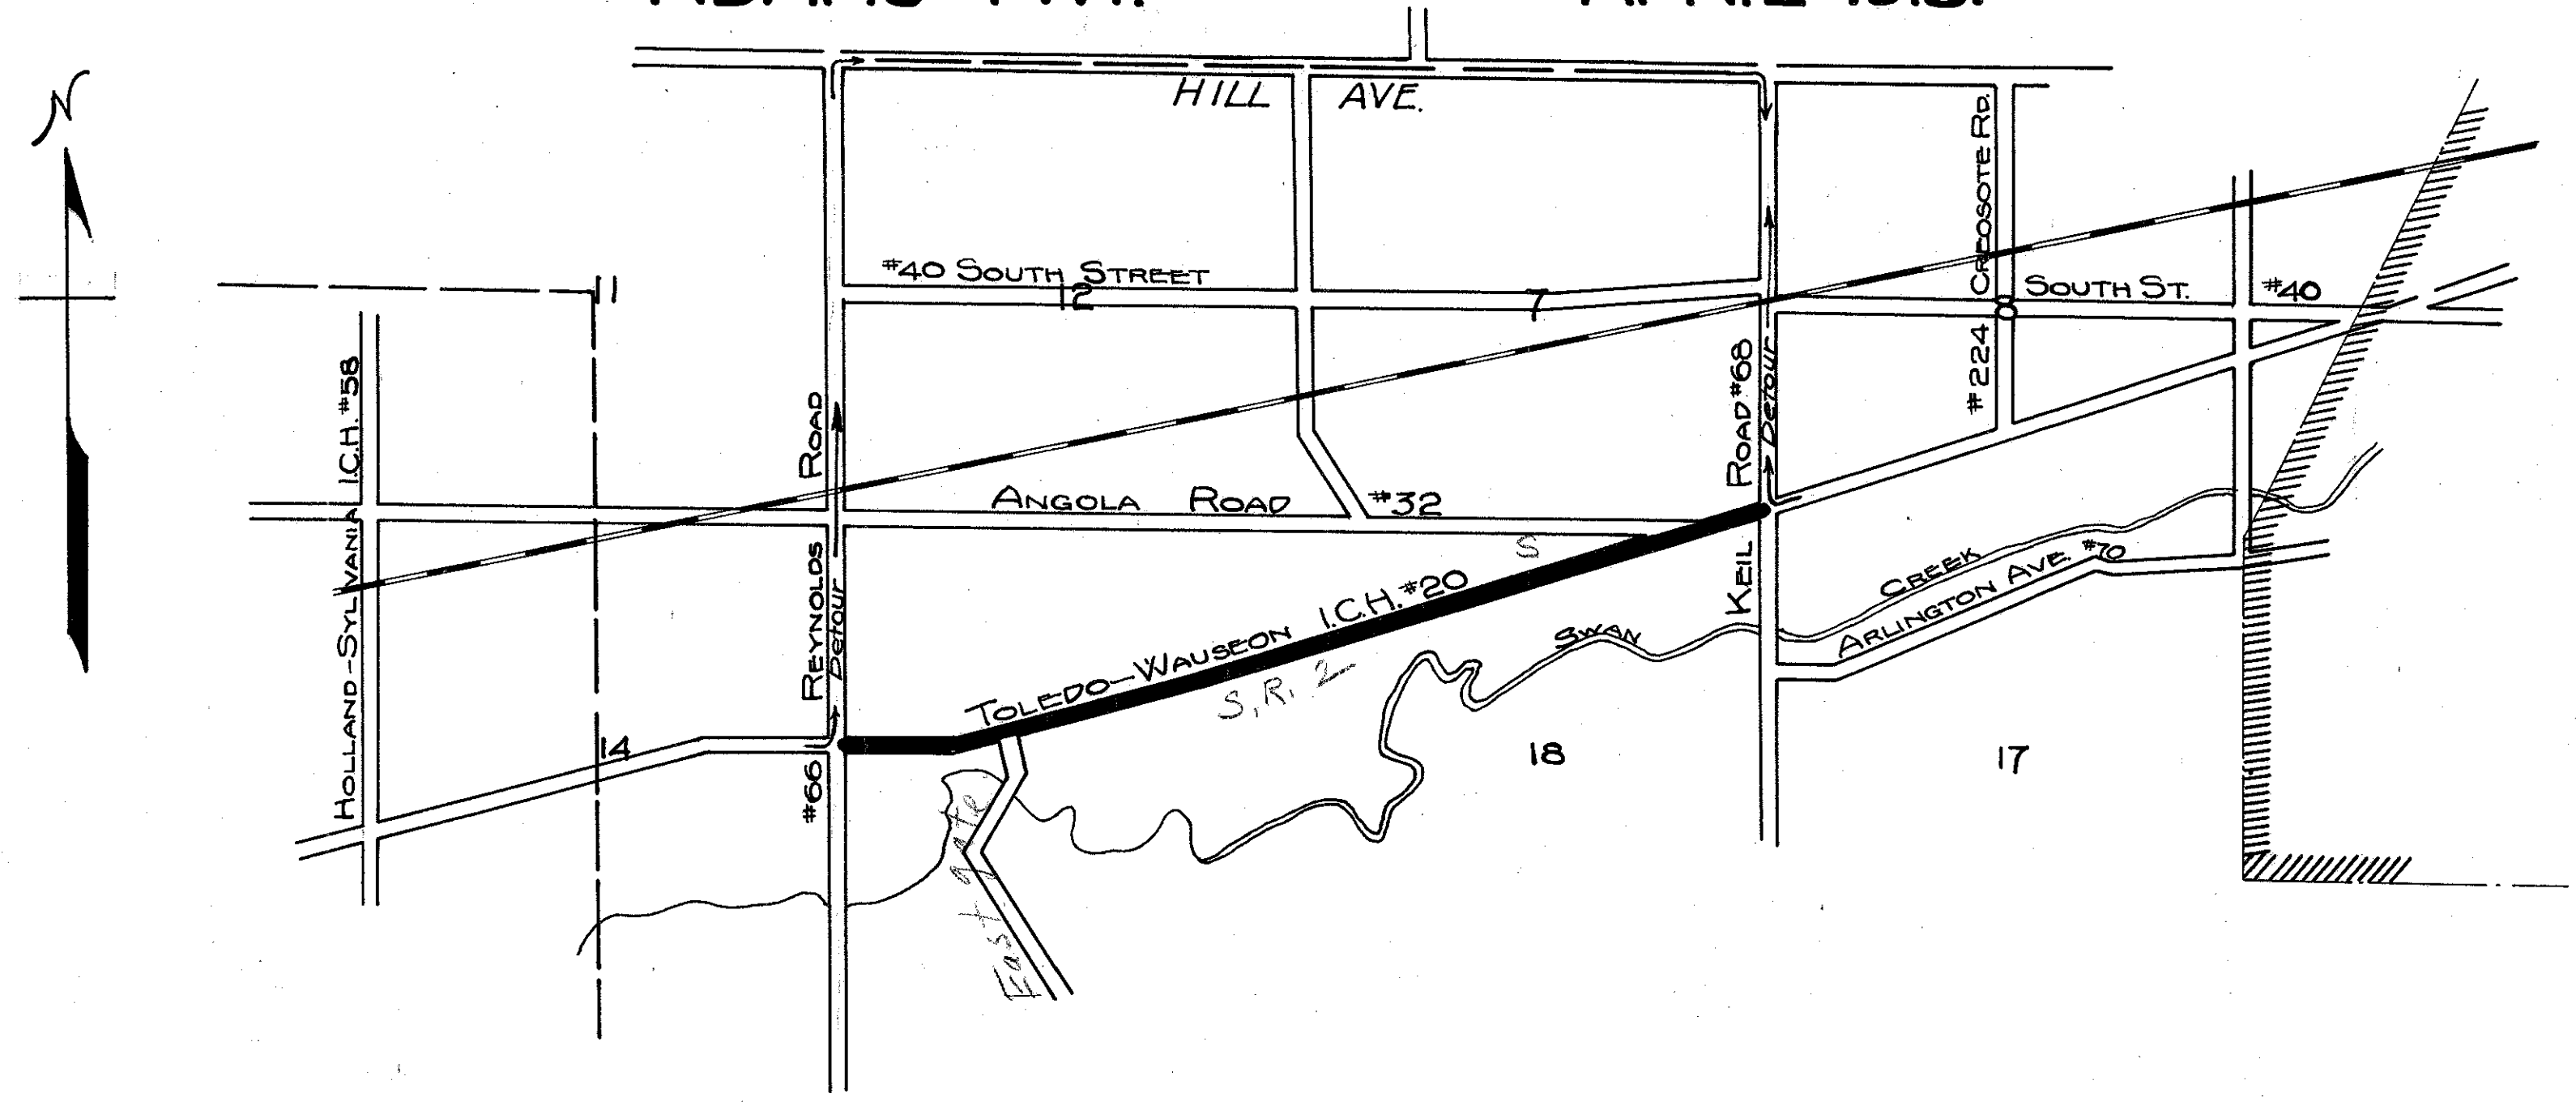 N
HILL AVE.
CREOSOTE RD.
#40 SOUTH STREET
11
12
7
8
SOUTH ST.
#40
HOLLAND-SYLVANIA I.C.H. #58
REYNOLDS ROAD
Detour
#66
ANGOLA ROAD #32
KEIL ROAD #68
Detour
#224
S
TOLEDO-WAUSEON I.C.H. #20
S.R. 2
SWAN CREEK
ARLINGTON AVE. #70
14
18
17
East gate